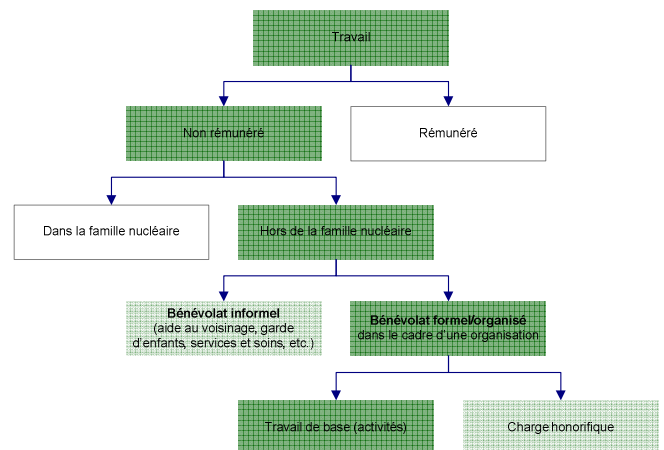 Travail
Non rémunéré
Rémunéré
Dans la famille nucléaire
Hors de la famille nucléaire
Bénévolat informel
(aide au voisinage, garde
d'enfants, services et soins, etc.)
Bénévolat formel/organisé
dans le cadre d'une organisation
Travail de base (activités)
Charge honorifique